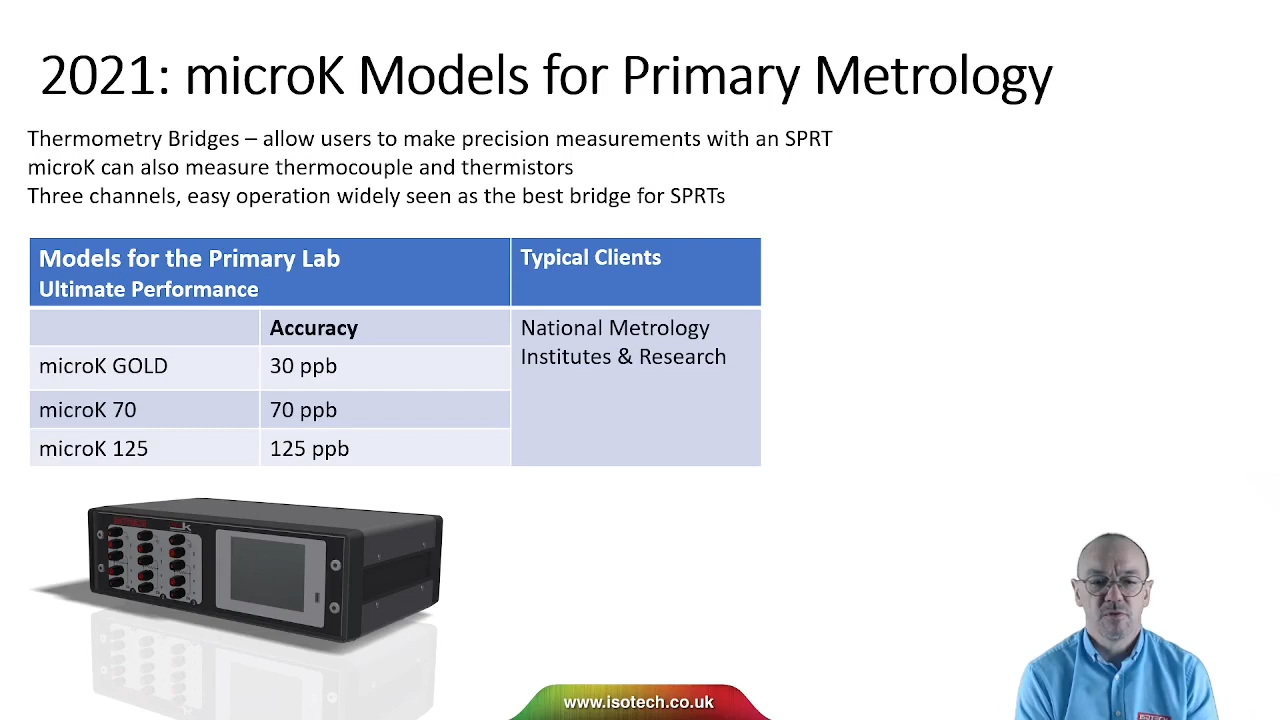 2021: microK Models for Primary Metrology
Thermometry Bridges – allow users to make precision measurements with an SPRT
microK can also measure thermocouple and thermistors
Three channels, easy operation widely seen as the best bridge for SPRTs
Models for the Primary Lab
Ultimate Performance
Typical Clients
Accuracy
National Metrology
Institutes & Research
microK GOLD
30 ppb
microK 70
70 ppb
microK 125
125 ppb
www.isotech.co.uk